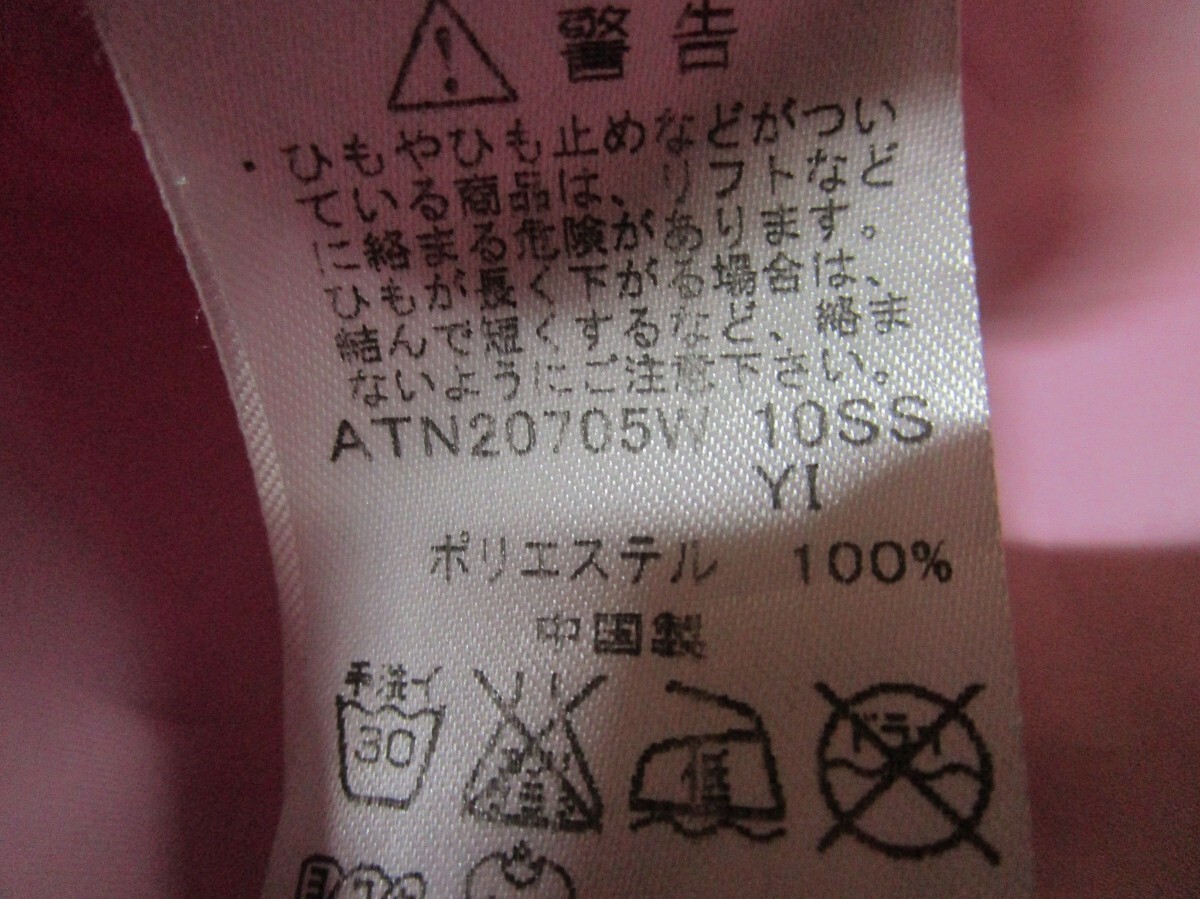 警告
・ひもやひも止めなどがつい
ている商品は、リフトなど
に絡まる危険があります。
ひもが長く下がる場合は、
結んで短くするなど、絡ま
ないようにご注意下さい。
ATN20705W 10SS
YI
ポリエステル 100%
中国製
手洗イ
30
低
ドライ